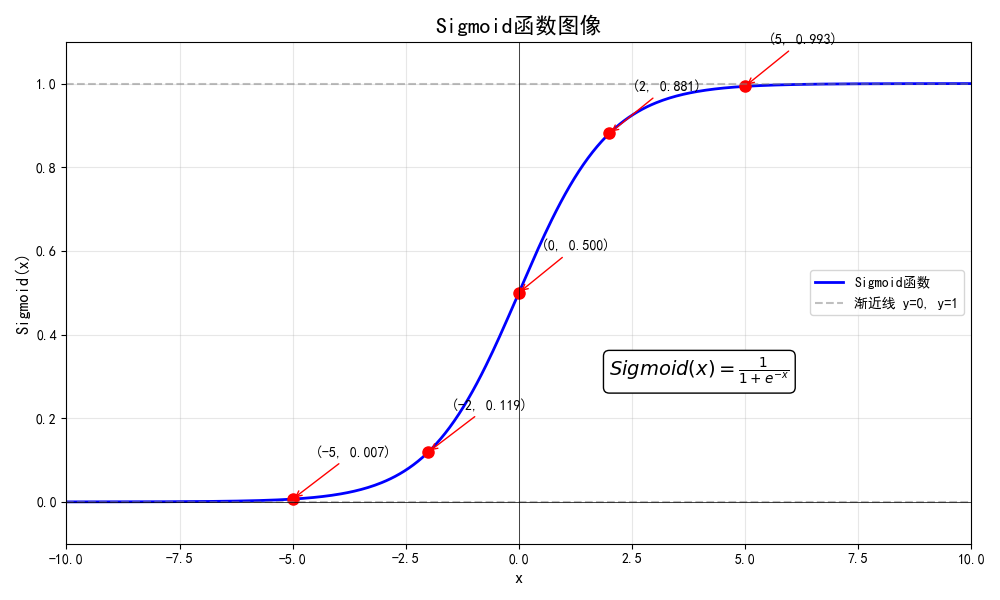 Sigmoid函数图像
(5, 0.993)
1.0
(2, 0.881)
0.8
0.6
(0, 0.500)
Sigmoid(x)
Sigmoid函数
渐近线 y=0, y=1
0.4
Sigmoid(x) = \frac{1}{1+e^{-x}}
0.2
(−2, 0.119)
(−5, 0.007)
0.0
−10.0 −7.5 −5.0 −2.5 0.0 2.5 5.0 7.5 10.0
x